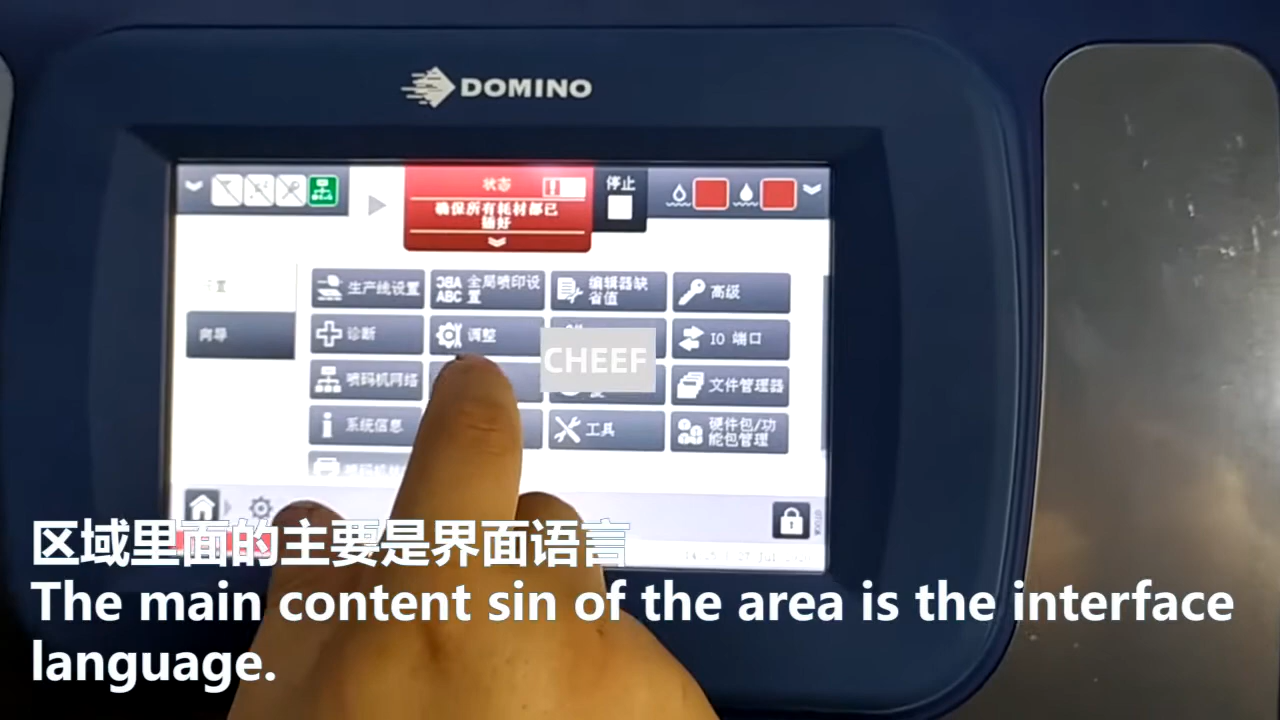 DOMINO
状态
停止
确保所有耗材都已
插好
生产线设置
ABC
全局喷印设
置
编辑器缺
省值
高级
向导
诊断
调整
IO 端口
CHEEF
喷码机网络
文件管理器
系统信息
工具
硬件包/功
能包管理
区域里面的主要是界面语言
The main content sin of the area is the interface
language.